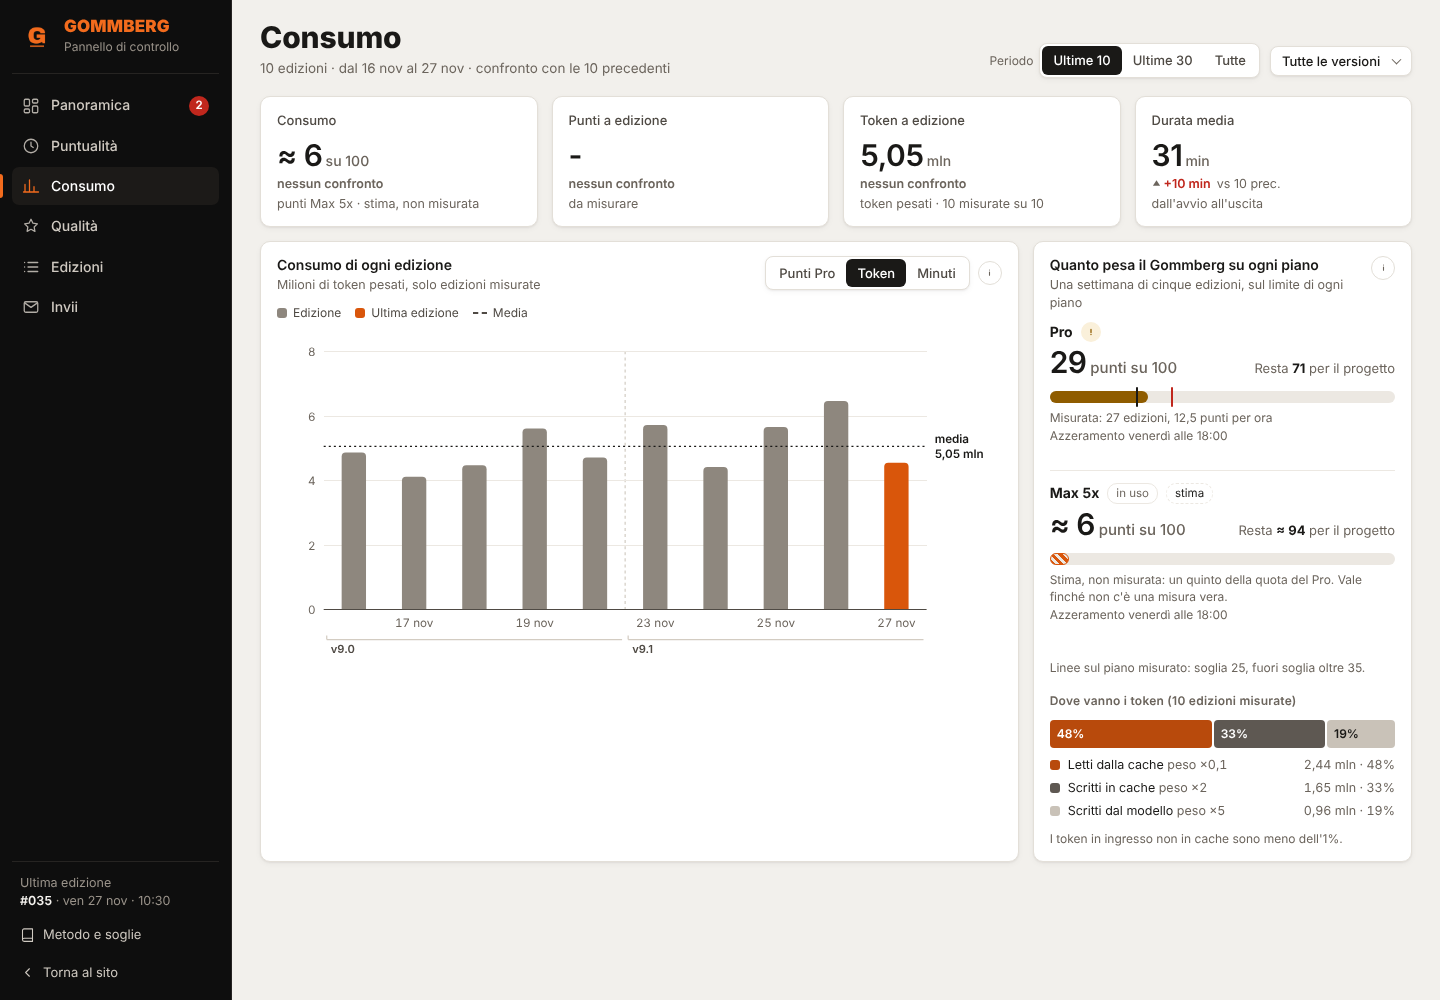 G
GOMMBERG
Pannello di controllo
Panoramica
2
Puntualità
Consumo
Qualità
Edizioni
Invii
Ultima edizione
#035 · ven 27 nov · 10:30
Metodo e soglie
Torna al sito
Consumo
10 edizioni · dal 16 nov al 27 nov · confronto con le 10 precedenti
Periodo
Ultime 10
Ultime 30
Tutte
Tutte le versioni
Consumo
≈ 6 su 100
nessun confronto
punti Max 5x · stima, non misurata
Punti a edizione
-
nessun confronto
da misurare
Token a edizione
5,05 mln
nessun confronto
token pesati · 10 misurate su 10
Durata media
31 min
+10 min vs 10 prec.
dall'avvio all'uscita
Consumo di ogni edizione
Milioni di token pesati, solo edizioni misurate
Punti Pro
Token
Minuti
i
Edizione
Ultima edizione
Media
8
6
4
2
0
media
5,05 mln
17 nov
19 nov
23 nov
25 nov
27 nov
v9.0
v9.1
Quanto pesa il Gommberg su ogni piano
i
Una settimana di cinque edizioni, sul limite di ogni
piano
Pro
!
29 punti su 100
Resta 71 per il progetto
Misurata: 27 edizioni, 12,5 punti per ora
Azzeramento venerdì alle 18:00
Max 5x
in uso
stima
≈ 6 punti su 100
Resta ≈ 94 per il progetto
Stima, non misurata: un quinto della quota del Pro. Vale
finché non c'è una misura vera.
Azzeramento venerdì alle 18:00
Linee sul piano misurato: soglia 25, fuori soglia oltre 35.
Dove vanno i token (10 edizioni misurate)
48%
33%
19%
Letti dalla cache peso ×0,1
2,44 mln · 48%
Scritti in cache peso ×2
1,65 mln · 33%
Scritti dal modello peso ×5
0,96 mln · 19%
I token in ingresso non in cache sono meno dell'1%.